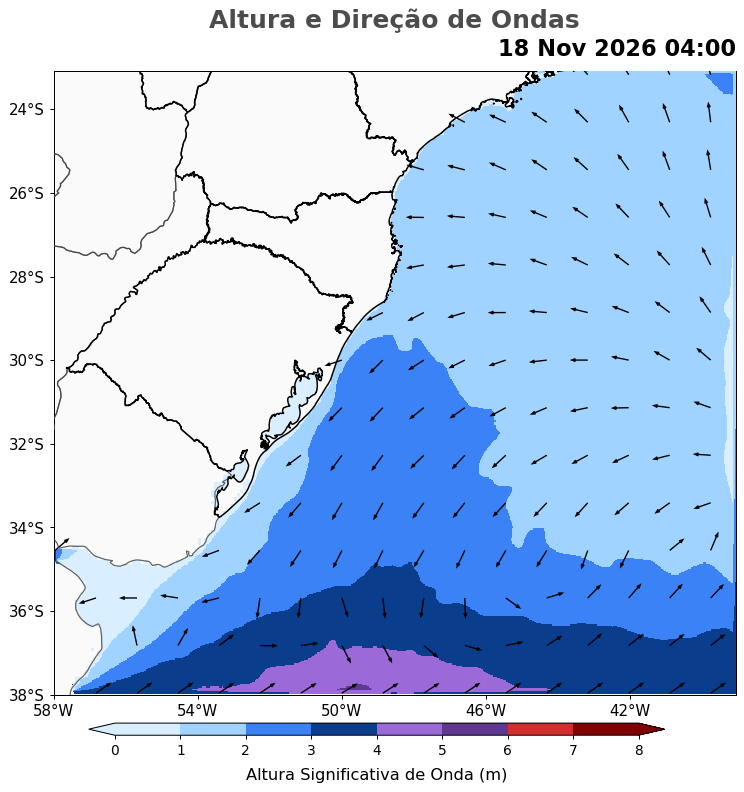 Altura e Direção de Ondas
18 Nov 2026 04:00
24°S
26°S
28°S
30°S
32°S
34°S
36°S
38°S
58°W 54°W 50°W 46°W 42°W
0 1 2 3 4 5 6 7 8
Altura Significativa de Onda (m)